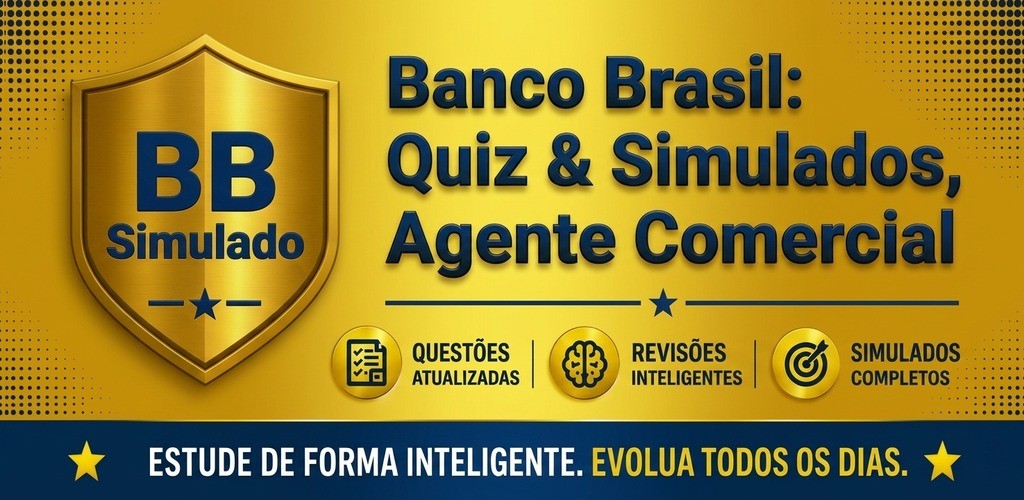 BB
Simulado
Banco Brasil:
Quiz & Simulados,
Agente Comercial
QUESTÕES
ATUALIZADAS
REVISÕES
INTELIGENTES
SIMULADOS
COMPLETOS
ESTUDE DE FORMA INTELIGENTE. EVOLUA TODOS OS DIAS.